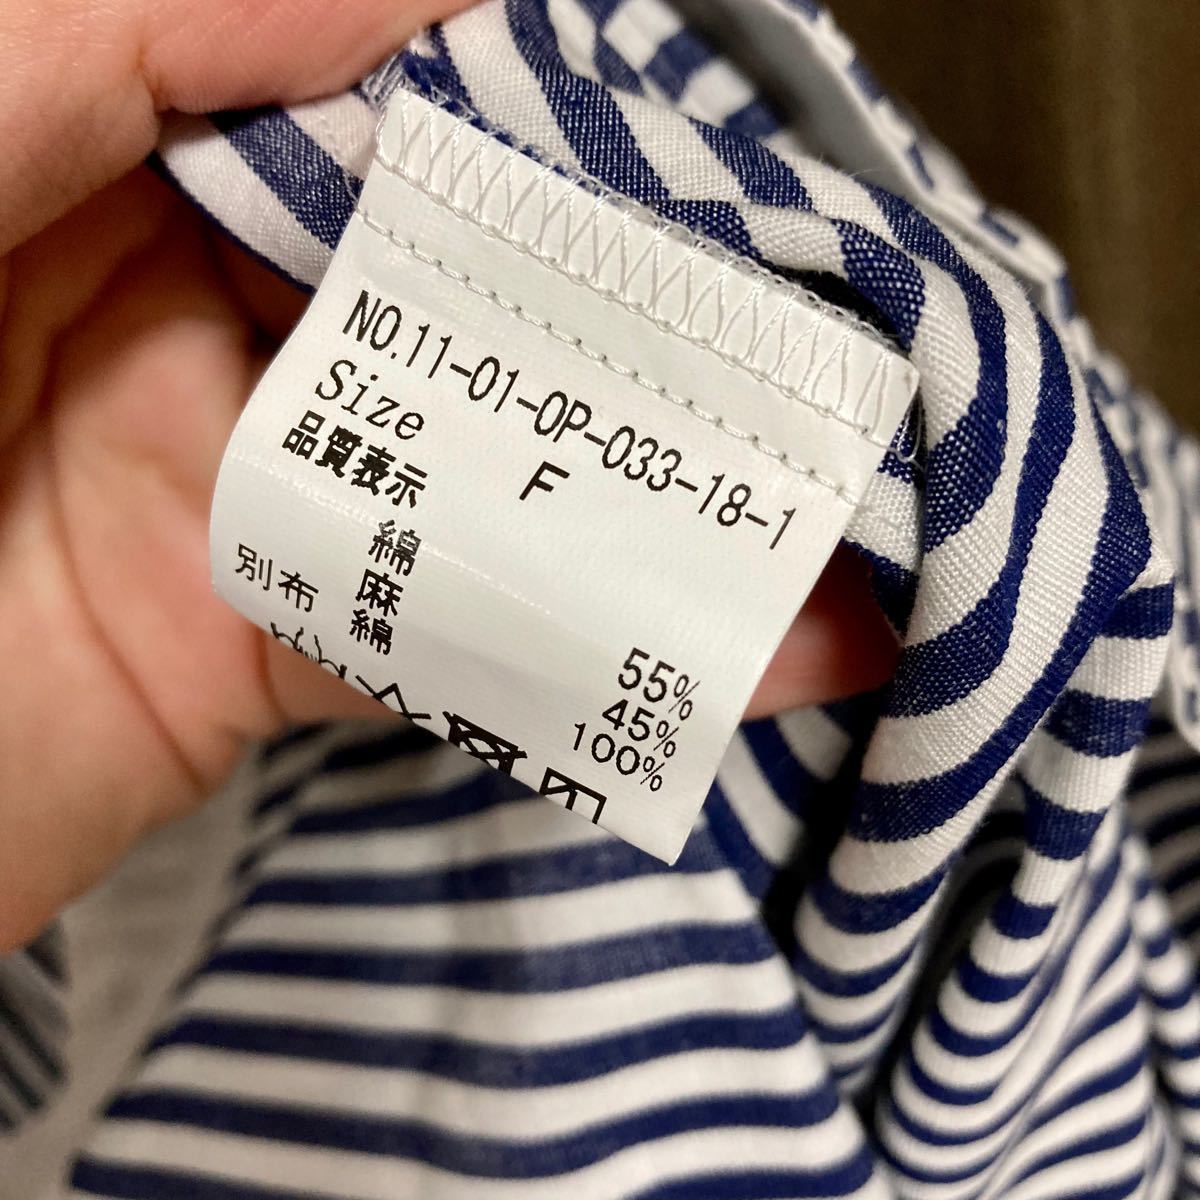 NO.11-01-OP-033-18-1
Size F
品質表示
綿 55%
麻 45%
別布 綿 100%